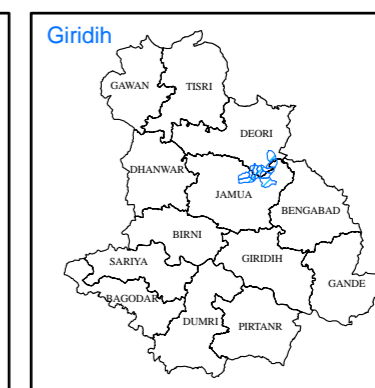 Giridih
GAWAN
TISRI
DEORI
DHANWAR
JAMUA
BENGABAD
BIRNI
SARIYA
GIRIDIH
GANDE
BAGODAR
DUMRI
PIRTANR